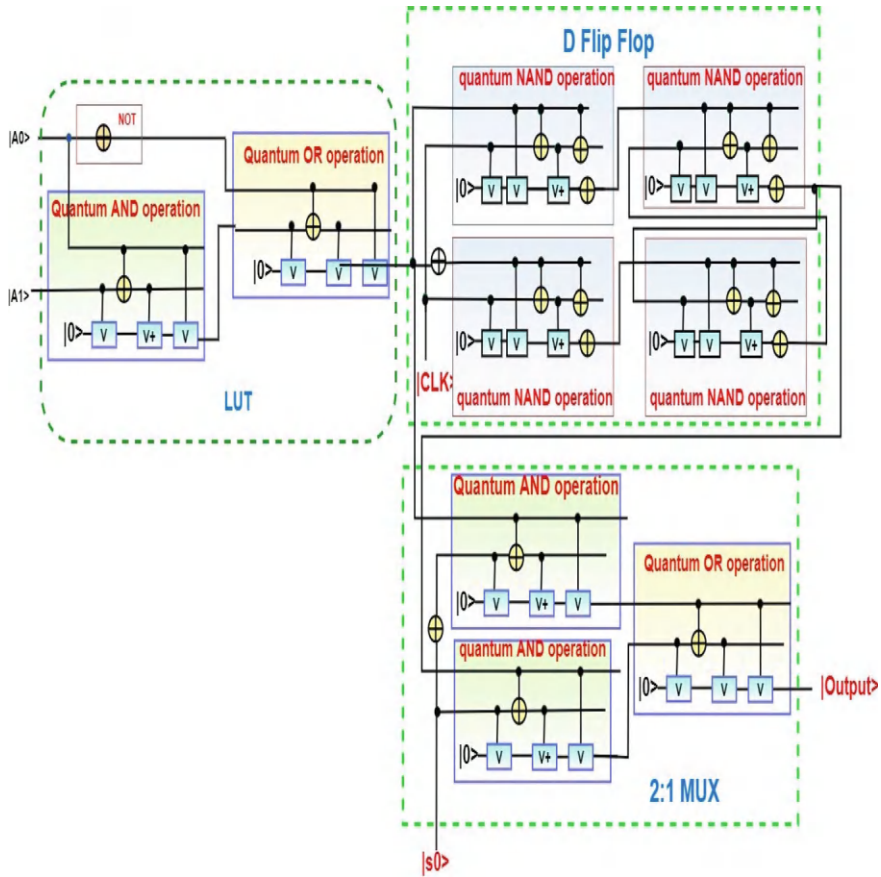 D Flip Flop
quantum NAND operation
quantum NAND operation
|A0>
NOT
Quantum OR operation
Quantum AND operation
|0>
V
V
V+
|0>
V
V
V+
|0>
V
V
V
|A1>
|0>
V
V+
V
|0>
V
V
V+
|0>
V
V
V+
|CLK>
quantum NAND operation
quantum NAND operation
LUT
Quantum AND operation
Quantum OR operation
|0>
V
V+
V
quantum AND operation
|0>
V
V
V
|Output>
|0>
V
V+
V
2:1 MUX
|s0>